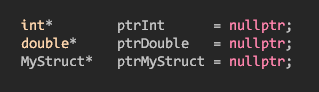 int*      ptrInt      = nullptr;
double*   ptrDouble   = nullptr;
MyStruct* ptrMyStruct = nullptr;